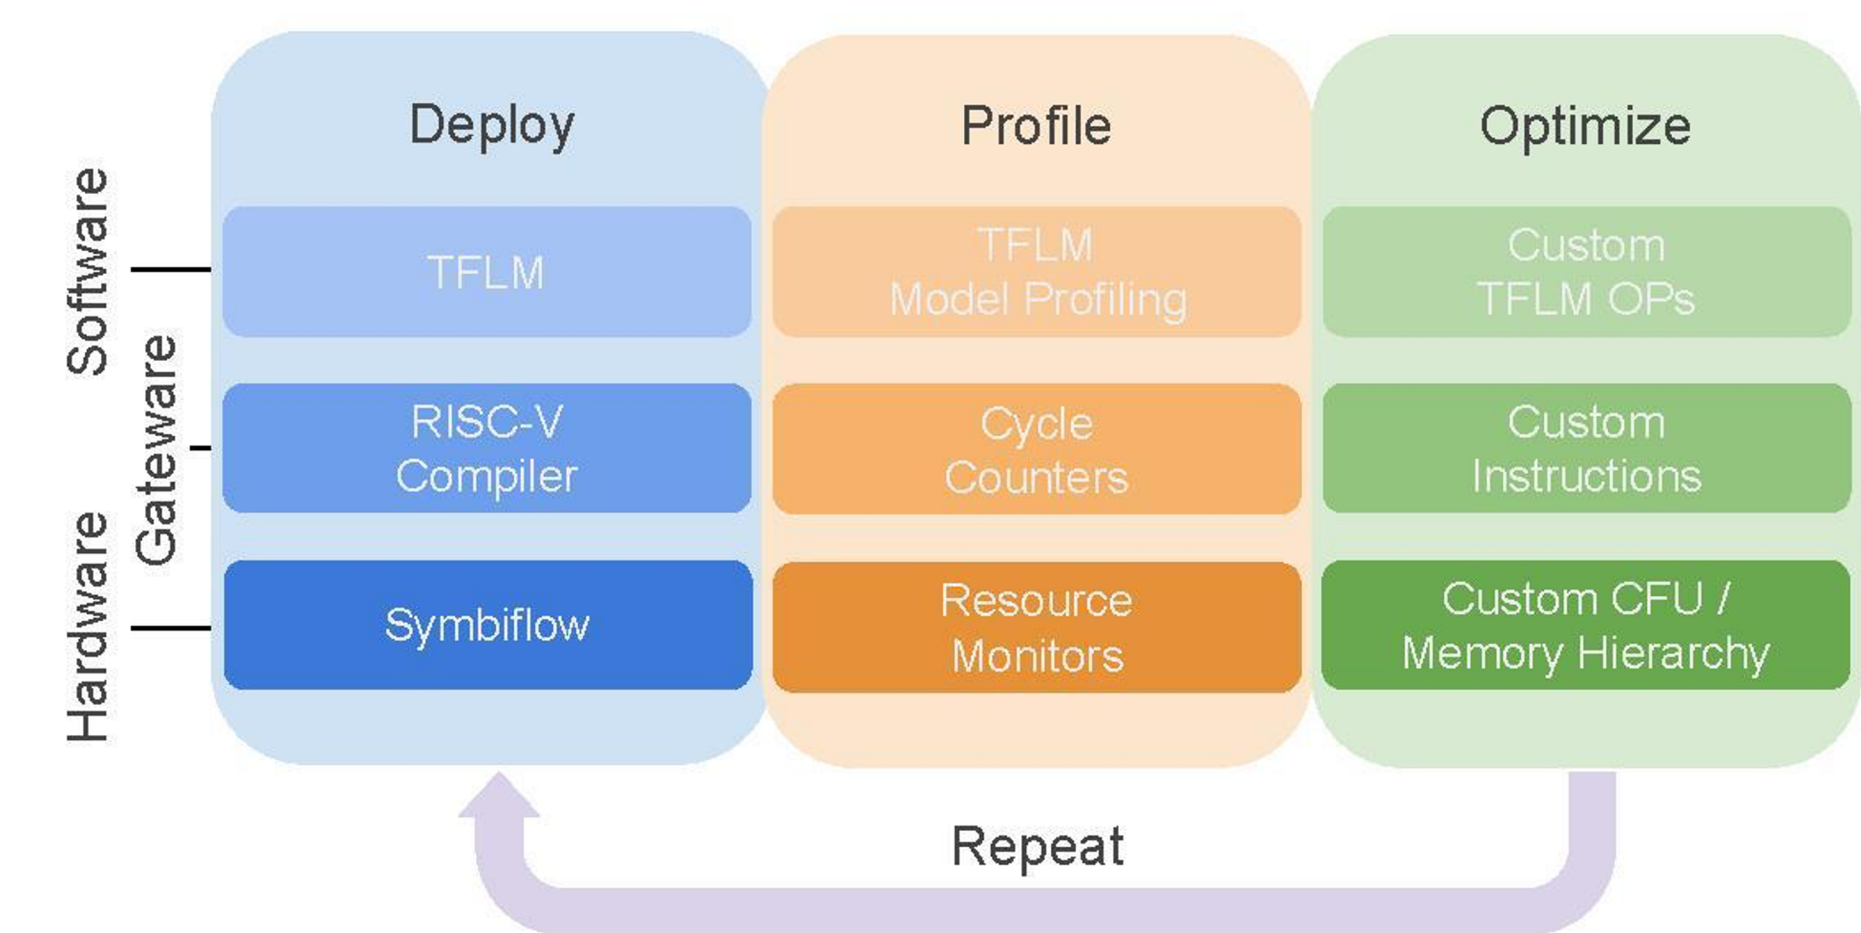 Deploy
Profile
Optimize
Software
TFLM
TFLM
Model Profiling
Custom
TFLM OPs
Gateware
RISC-V
Compiler
Cycle
Counters
Custom
Instructions
Hardware
Symbiflow
Resource
Monitors
Custom CFU /
Memory Hierarchy
Repeat